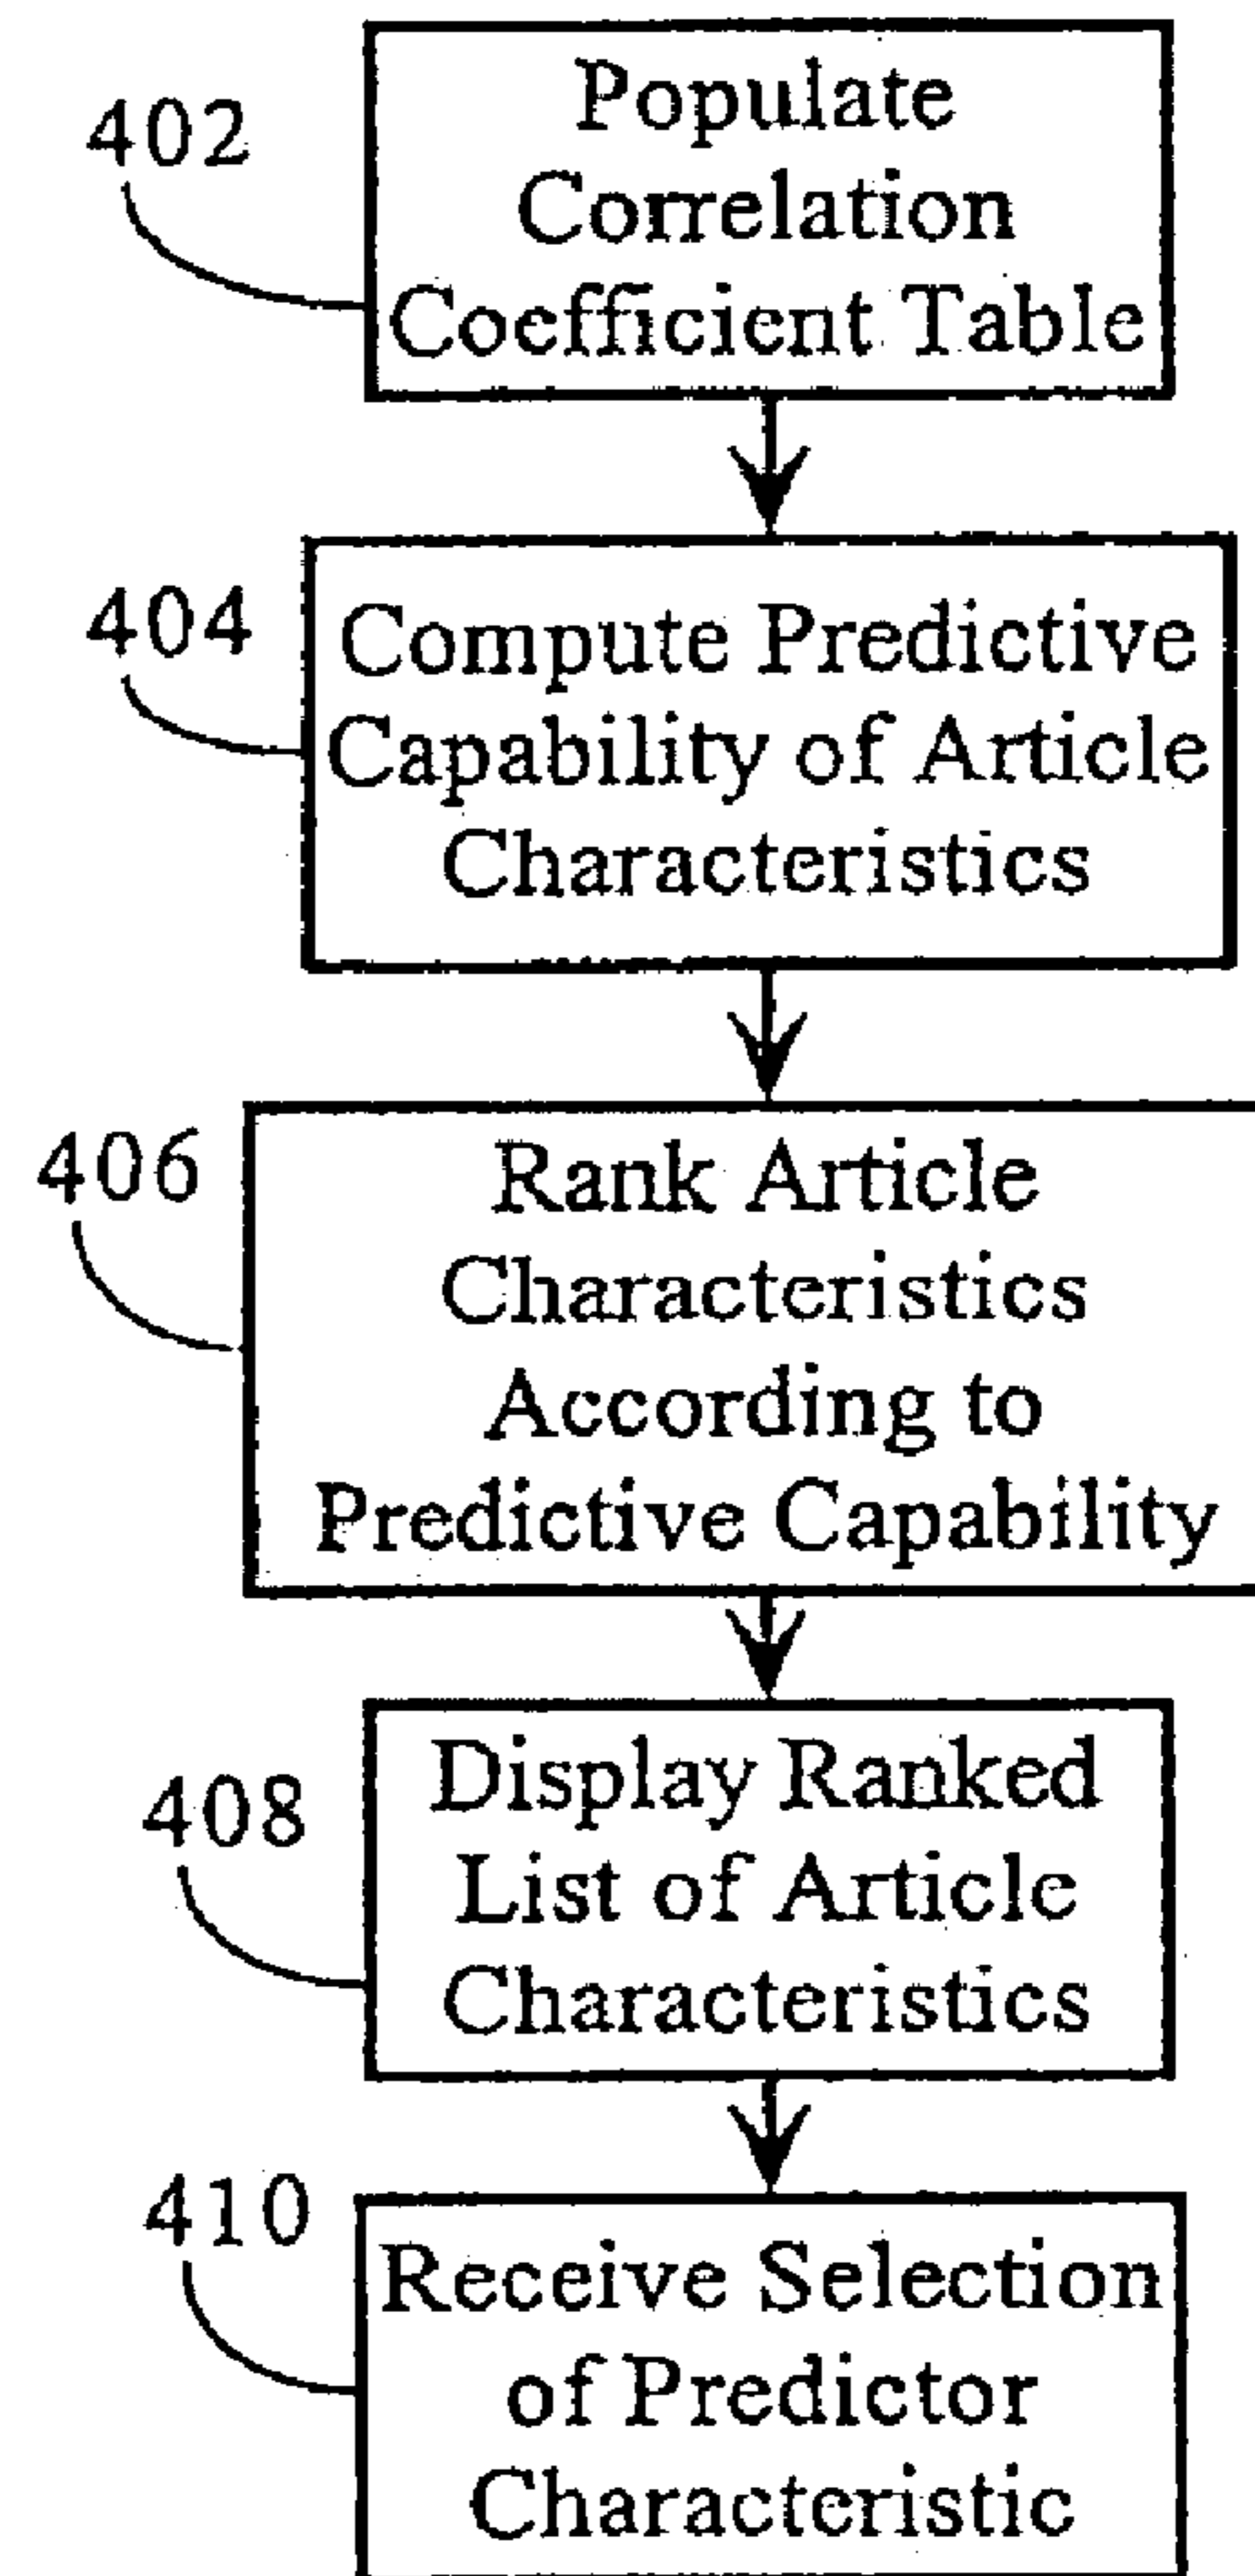 402
Populate
Correlation
Coefficient Table
404
Compute Predictive
Capability of Article
Characteristics
406
Rank Article
Characteristics
According to
Predictive Capability
408
Display Ranked
List of Article
Characteristics
410
Receive Selection
of Predictor
Characteristic